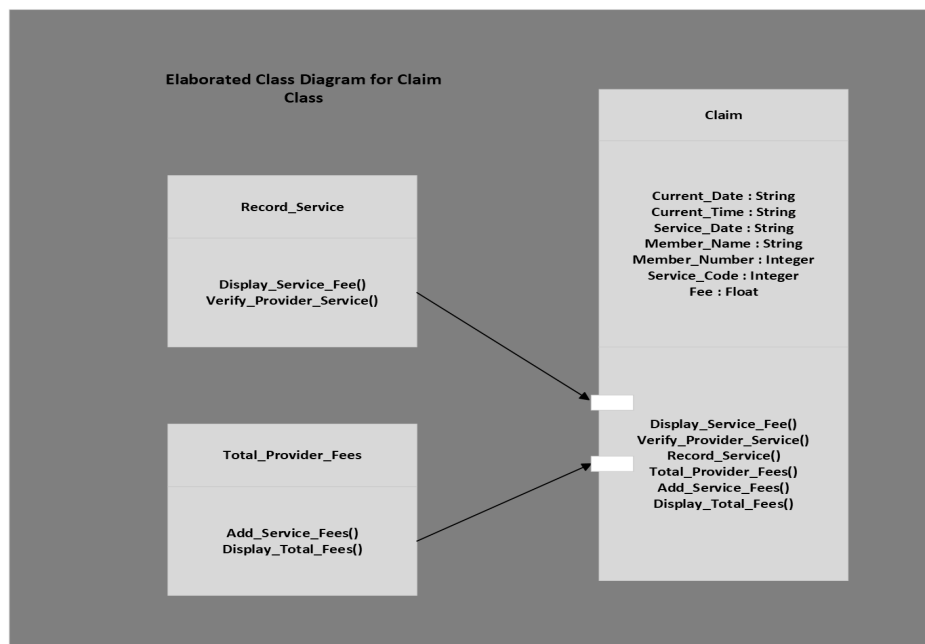 Elaborated Class Diagram for Claim
Class
Record_Service
Display_Service_Fee()
Verify_Provider_Service()
Total_Provider_Fees
Add_Service_Fees()
Display_Total_Fees()
Claim
Current_Date : String
Current_Time : String
Service_Date : String
Member_Name : String
Member_Number : Integer
Service_Code : Integer
Fee : Float
Display_Service_Fee()
Verify_Provider_Service()
Record_Service()
Total_Provider_Fees()
Add_Service_Fees()
Display_Total_Fees()